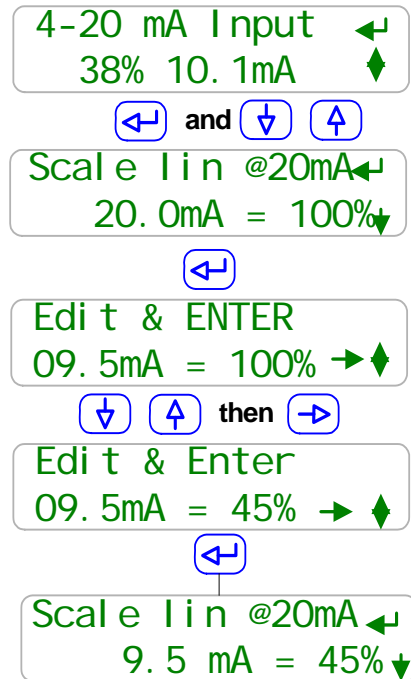 4-20 mA Input
38% 10.1mA
and
Scale lin @20mA
20.0mA = 100%
Edit & ENTER
09.5mA = 100%
then
Edit & Enter
09.5mA = 45%
Scale lin @20mA
9.5 mA = 45%